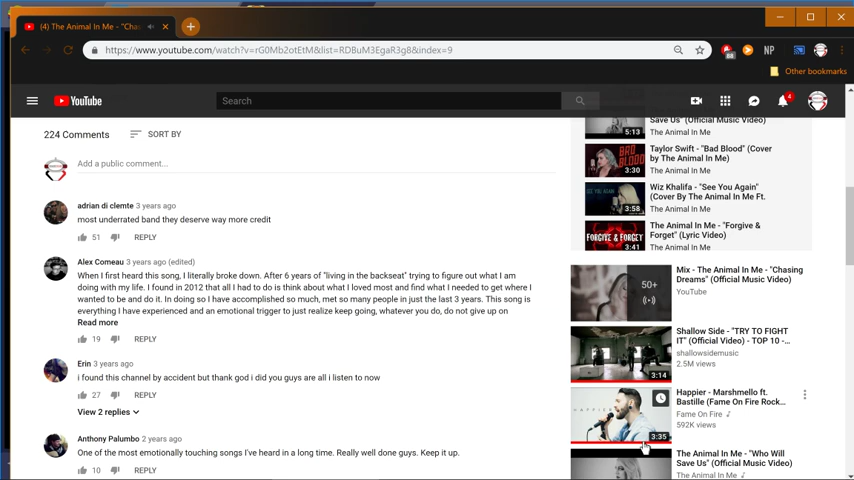 (4) The Animal In Me - "Chas
https://www.youtube.com/watch?v=rG0Mb2otEtM&list=RDBuM3EgaR3g8&index=9
88
NP
Other bookmarks
YouTube
Search
4
224 Comments
SORT BY
Add a public comment...
adrian di clemte 3 years ago
most underrated band they deserve way more credit
51
REPLY
Alex Comeau 3 years ago (edited)
When I first heard this song, I literally broke down. After 6 years of "living in the backseat" trying to figure out what I am
doing with my life. I found in 2012 that all I had to do is think about what I loved most and find what I needed to get where I
wanted to be and do it. In doing so I have accomplished so much, met so many people in just the last 3 years. This song is
everything I have experienced and an emotional trigger to just realize keep going, whatever you do, do not give up on
Read more
19
REPLY
Erin 3 years ago
i found this channel by accident but thank god i did you guys are all i listen to now
27
REPLY
View 2 replies
Anthony Palumbo 2 years ago
One of the most emotionally touching songs I've heard in a long time. Really well done guys. Keep it up.
10
REPLY
5:13
Save Us" (Official Music Video)
The Animal In Me
BAD BLOOD
3:30
Taylor Swift - "Bad Blood" (Cover
by The Animal In Me)
The Animal In Me
SEE YOU AGAIN
3:58
Wiz Khalifa - "See You Again"
(Cover By The Animal In Me Ft.
The Animal In Me
FORGIVE & FORGET
3:41
The Animal In Me - "Forgive &
Forget" (Lyric Video)
The Animal In Me
50+
Mix - The Animal In Me - "Chasing
Dreams" (Official Music Video)
YouTube
3:14
Shallow Side - "TRY TO FIGHT
IT" (Official Video) - TOP 10 -...
shallowsidemusic
2.5M views
HAPPIER
3:35
Happier - Marshmello ft.
Bastille (Fame On Fire Rock...
Fame On Fire
592K views
The Animal In Me - "Who Will
Save Us" (Official Music Video)
The Animal In Me